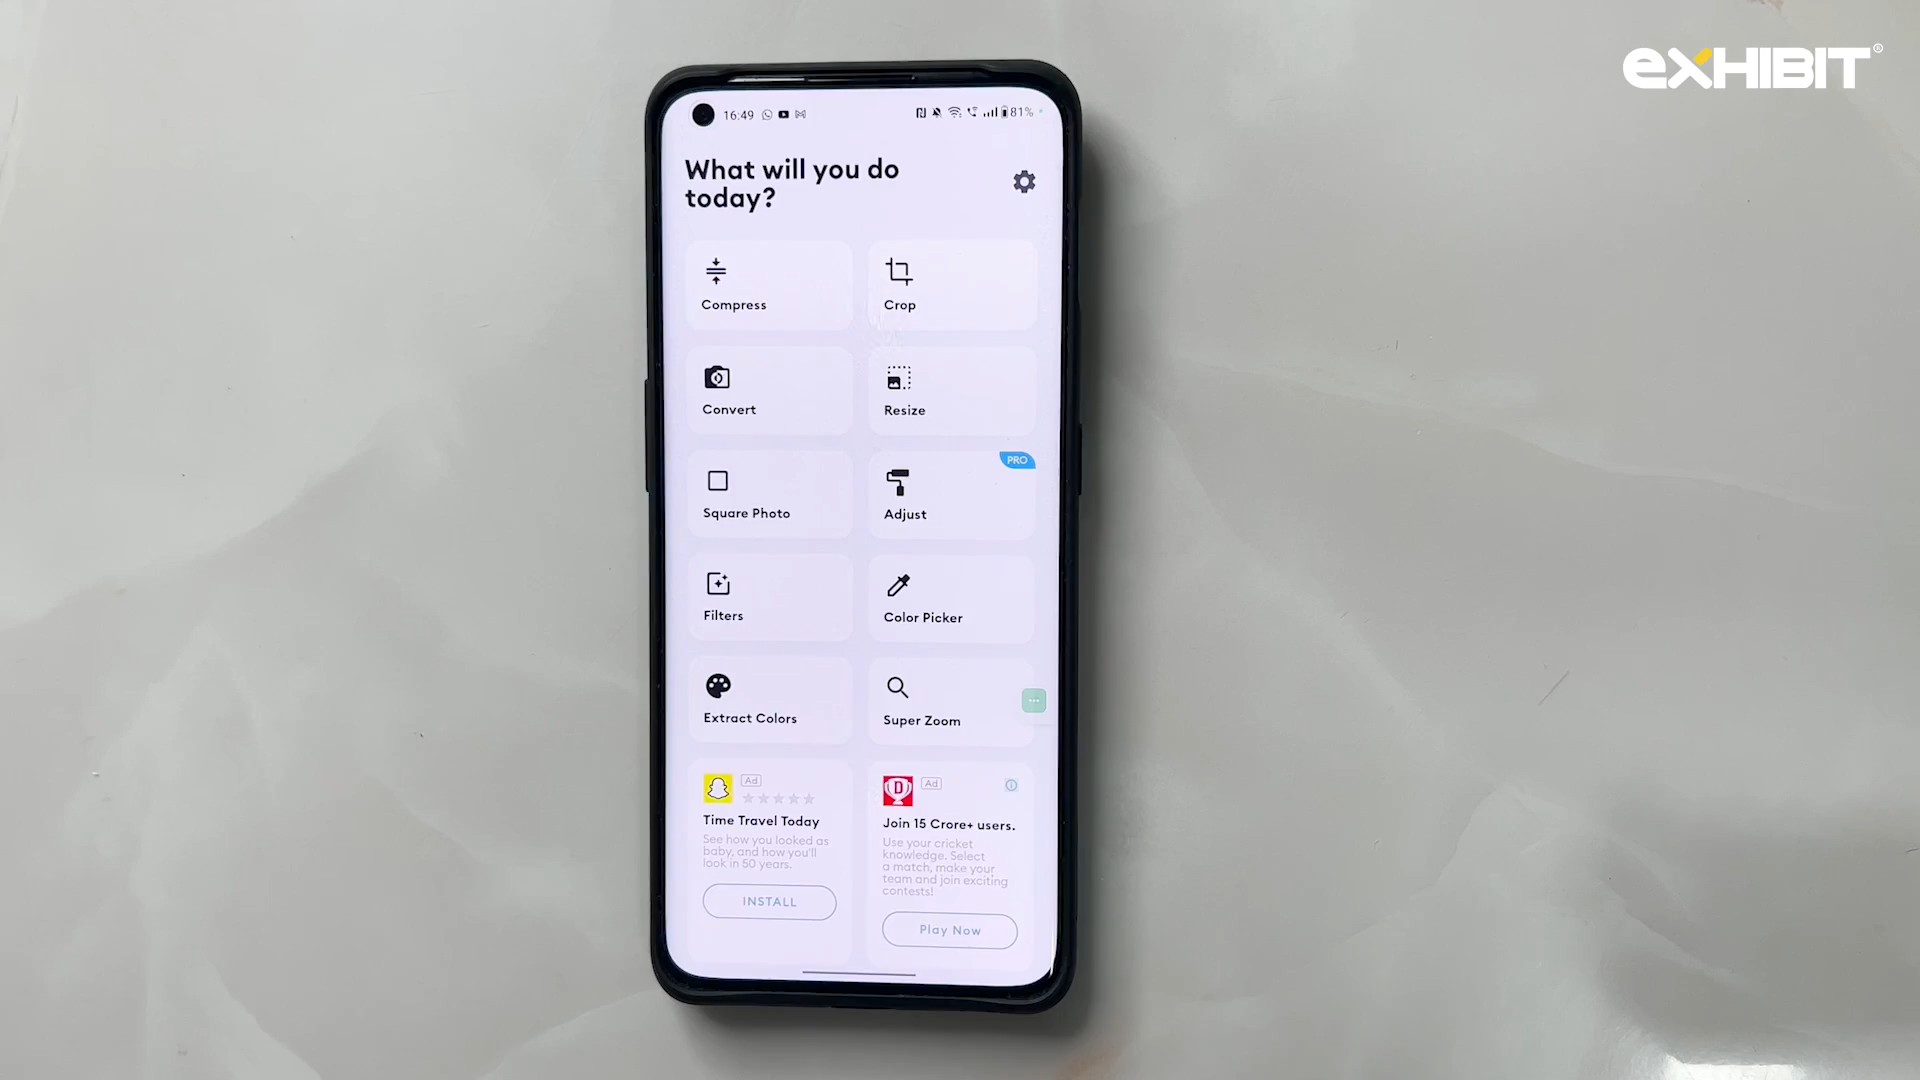 exHIBIT®
16:49
81%
What will you do
today?
Compress
Crop
Convert
Resize
Square Photo
PRO
Adjust
Filters
Color Picker
Extract Colors
Super Zoom
Ad
Time Travel Today
See how you looked as
baby, and how you'll
look in 50 years.
INSTALL
D
Ad
Join 15 Crore+ users.
Use your cricket
knowledge. Select
a match, make your
team and join exciting
contests!
Play Now